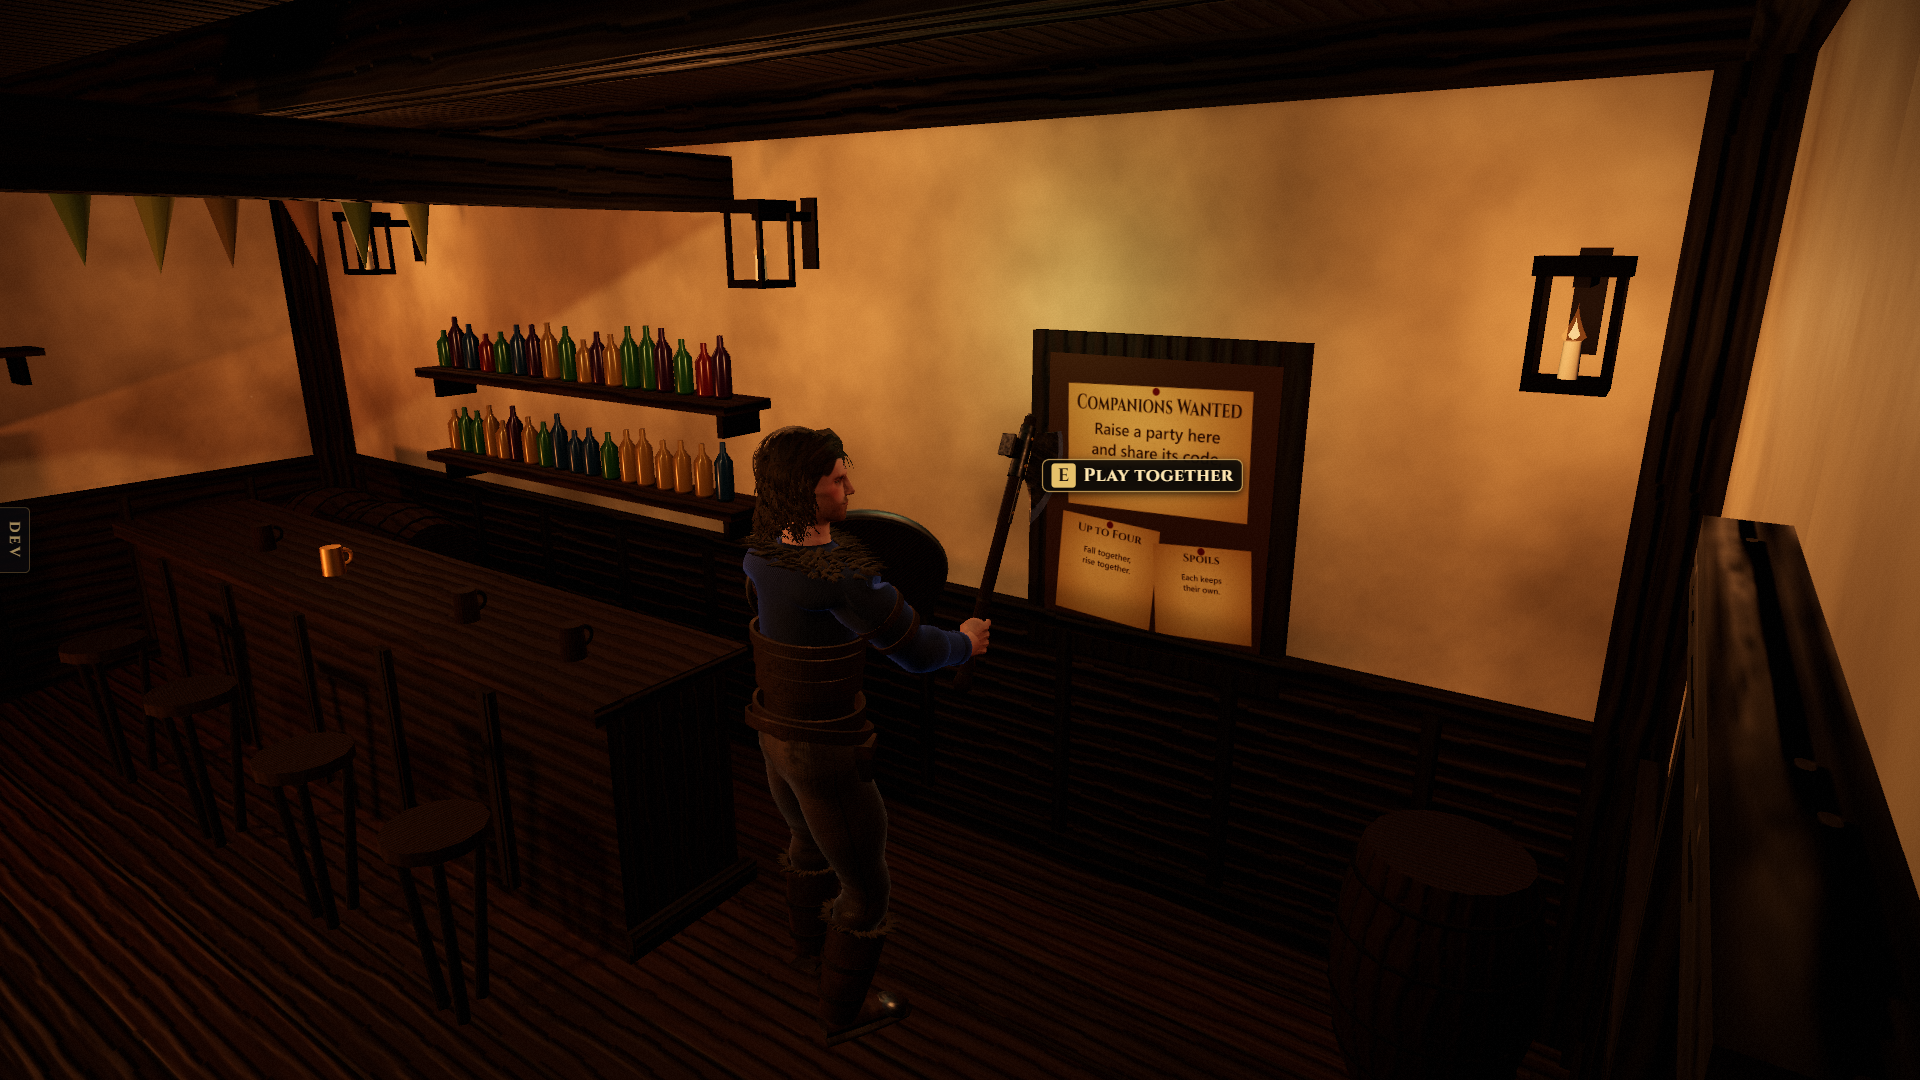 COMPANIONS WANTED
Raise a party here
and share its code
E PLAY TOGETHER
UP TO FOUR
Fall together,
rise together.
SPOILS
Each keeps
their own.
DEV